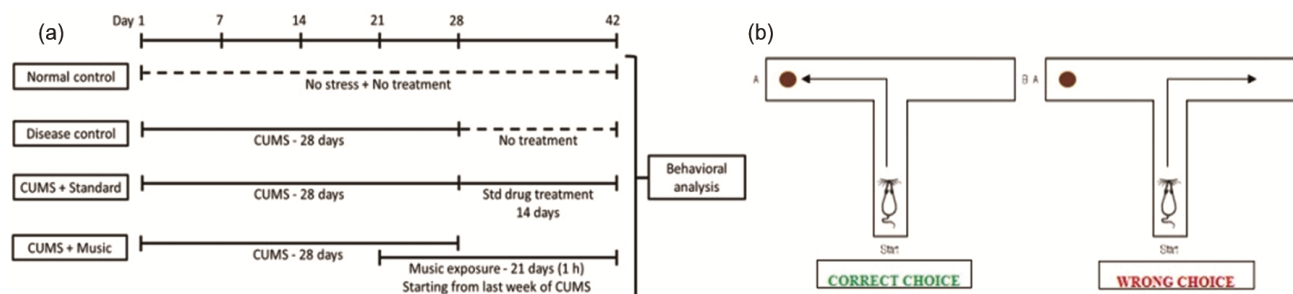 (a)
Day 1 7 14 21 28 42
Normal control
No stress + No treatment
Disease control
CUMS - 28 days
No treatment
CUMS + Standard
CUMS - 28 days
Std drug treatment
14 days
CUMS + Music
CUMS - 28 days
Music exposure - 21 days (1 h)
Starting from last week of CUMS
Behavioral
analysis
(b)
A
B
Start
CORRECT CHOICE
A
Start
WRONG CHOICE